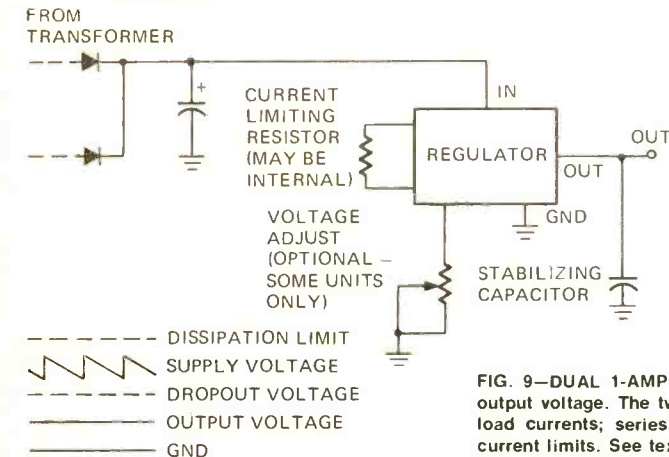 FROM
TRANSFORMER
+
CURRENT
LIMITING
RESISTOR
(MAY BE
INTERNAL)
IN
REGULATOR
OUT
OUT
GND
VOLTAGE
ADJUST
(OPTIONAL –
SOME UNITS
ONLY)
STABILIZING
CAPACITOR
DISSIPATION LIMIT
SUPPLY VOLTAGE
DROPOUT VOLTAGE
OUTPUT VOLTAGE
GND
FIG. 9—DUAL 1-AMP
output voltage. The tw
load currents; series
current limits. See te